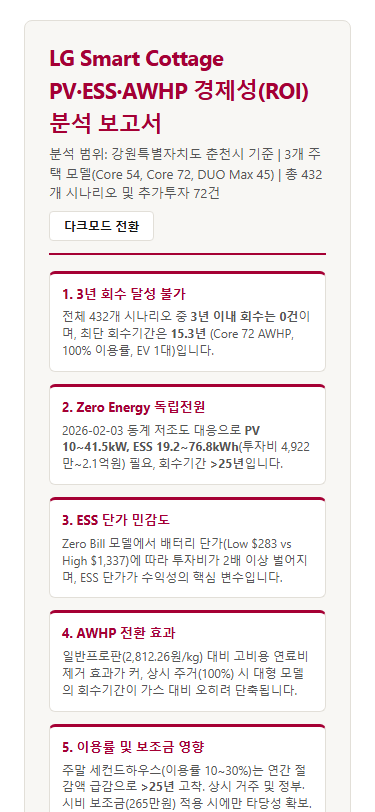 LG Smart Cottage
PV·ESS·AWHP 경제성(ROI)
분석 보고서
분석 범위: 강원특별자치도 춘천시 기준 | 3개 주
택 모델(Core 54, Core 72, DUO Max 45) | 총 432
개 시나리오 및 추가투자 72건
다크모드 전환
1. 3년 회수 달성 불가
전체 432개 시나리오 중 3년 이내 회수는 0건이
며, 최단 회수기간은 15.3년 (Core 72 AWHP,
100% 이용률, EV 1대)입니다.
2. Zero Energy 독립전원
2026-02-03 동계 저조도 대응으로 PV
10~41.5kW, ESS 19.2~76.8kWh(투자비 4,922
만~2.1억원) 필요, 회수기간 >25년입니다.
3. ESS 단가 민감도
Zero Bill 모델에서 배터리 단가(Low $283 vs
High $1,337)에 따라 투자비가 2배 이상 벌어지
며, ESS 단가가 수익성의 핵심 변수입니다.
4. AWHP 전환 효과
일반프로판(2,812.26원/kg) 대비 고비용 연료비
제거 효과가 커, 상시 주거(100%) 시 대형 모델
의 회수기간이 가스 대비 오히려 단축됩니다.
5. 이용률 및 보조금 영향
주말 세컨드하우스(이용률 10~30%)는 연간 절
감액 급감으로 >25년 고착. 상시 거주 및 정부·
시비 보조금(265만원) 적용 시에만 타당성 확보.